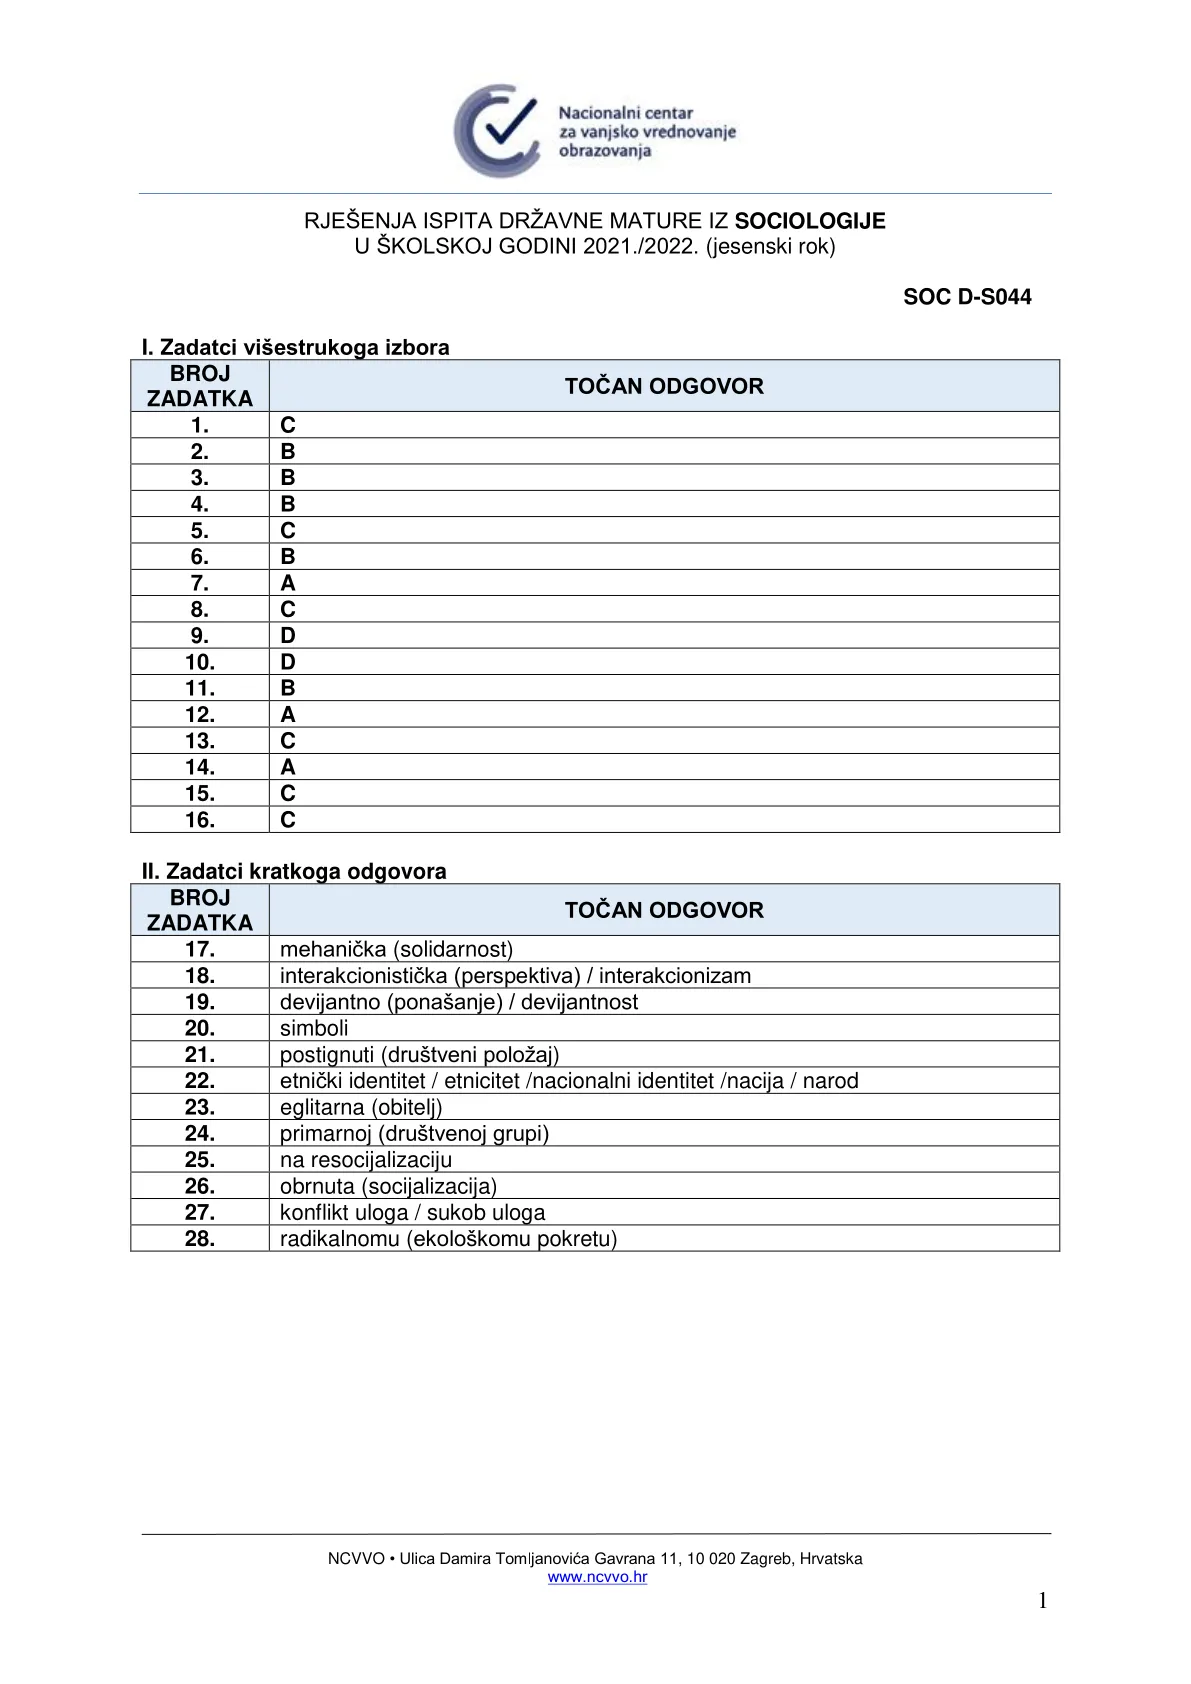 Nacionalni centar
za vanjsko vrednovanje
obrazovanja
RJEŠENJA ISPITA DRŽAVNE MATURE IZ SOCIOLOGIJE
U ŠKOLSKOJ GODINI 2021./2022. (jesenski rok)
SOC D-S044
I. Zadatci višestrukoga izbora
BROJ
ZADATKA
TOČAN ODGOVOR
1. C
2. B
3. B
4. B
5. C
6. B
7. A
8. C
9. D
10. D
11. B
12. A
13. C
14. A
15. C
16. C
II. Zadatci kratkoga odgovora
BROJ
ZADATKA
TOČAN ODGOVOR
17. mehanička (solidarnost)
18. interakcionistička (perspektiva) / interakcionizam
19. devijantno (ponašanje) / devijantnost
20. simboli
21. postignuti (društveni položaj)
22. etnički identitet / etnicitet /nacionalni identitet /nacija / narod
23. eglitarna (obitelj)
24. primarnoj (društvenoj grupi)
25. na resocijalizaciju
26. obrnuta (socijalizacija)
27. konflikt uloga / sukob uloga
28. radikalnomu (ekološkomu pokretu)
NCVVO • Ulica Damira Tomljanovića Gavrana 11, 10 020 Zagreb, Hrvatska
www.ncvvo.hr
1